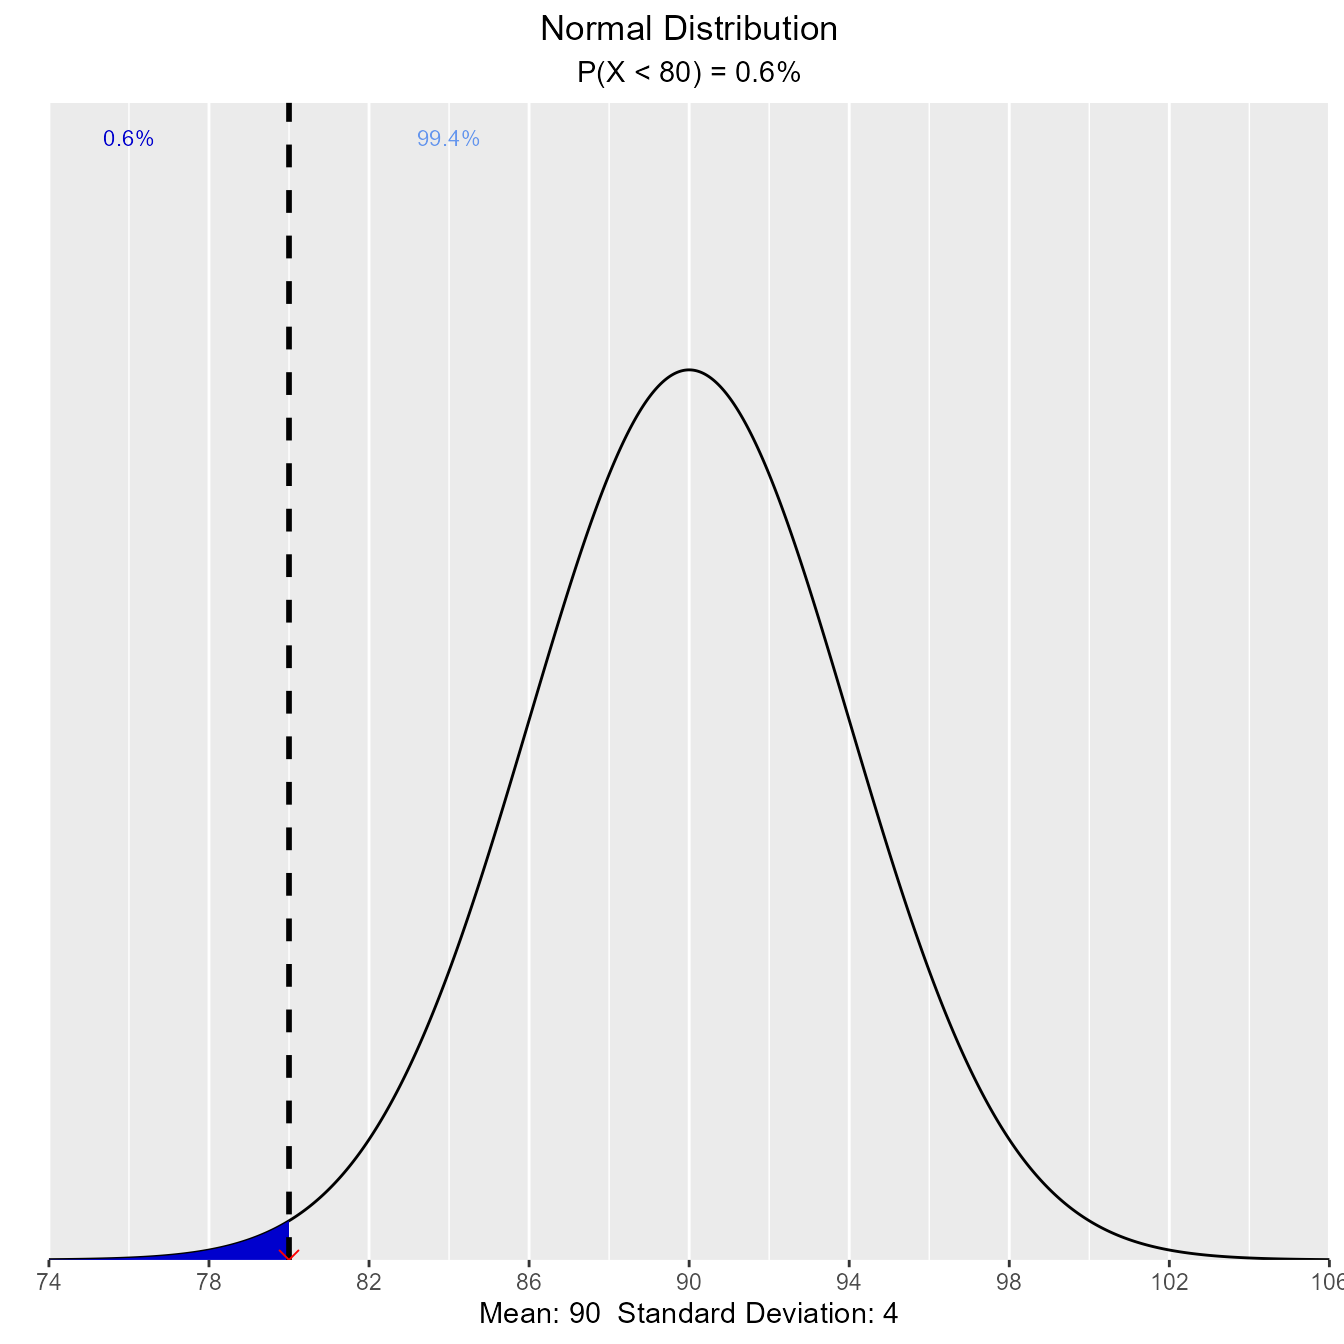 Normal Distribution
P(X < 80) = 0.6%
0.6% 99.4%
74 78 82 86 90 94 98 102 106
Mean: 90  Standard Deviation: 4